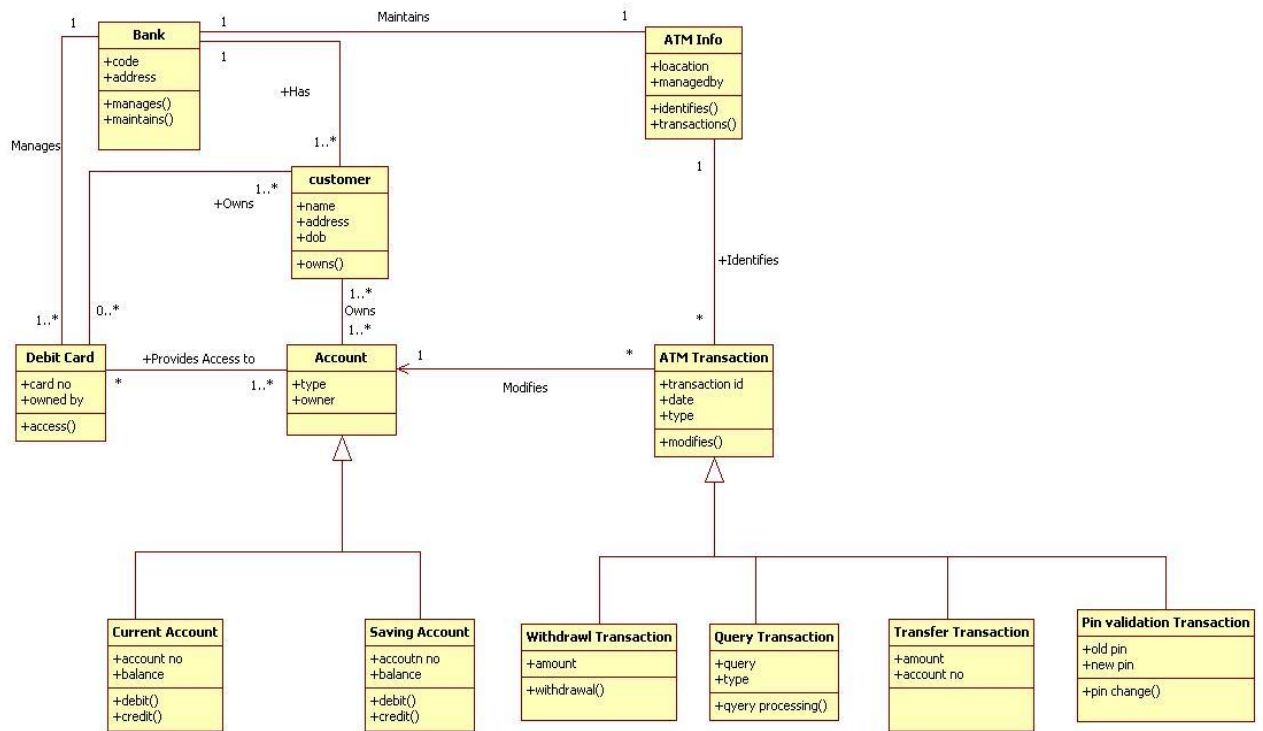 1
Bank
+code
+address
+manages()
+maintains()
1
Maintains
1
ATM Info
+loacation
+managedby
+identifies()
+transactions()
1
+Has
Manages
1..*
1
customer
+name
+address
+dob
+owns()
1..*
+Owns
+Identifies
1..*
Owns
1..*
0..*
1..*
*
Debit Card
+card no
+owned by
+access()
+Provides Access to
*
1..*
Account
+type
+owner
1
*
Modifies
ATM Transaction
+transaction id
+date
+type
+modifies()
Current Account
+account no
+balance
+debit()
+credit()
Saving Account
+accoutn no
+balance
+debit()
+credit()
Withdrawl Transaction
+amount
+withdrawal()
Query Transaction
+query
+type
+qyery processing()
Transfer Transaction
+amount
+account no
Pin validation Transaction
+old pin
+new pin
+pin change()